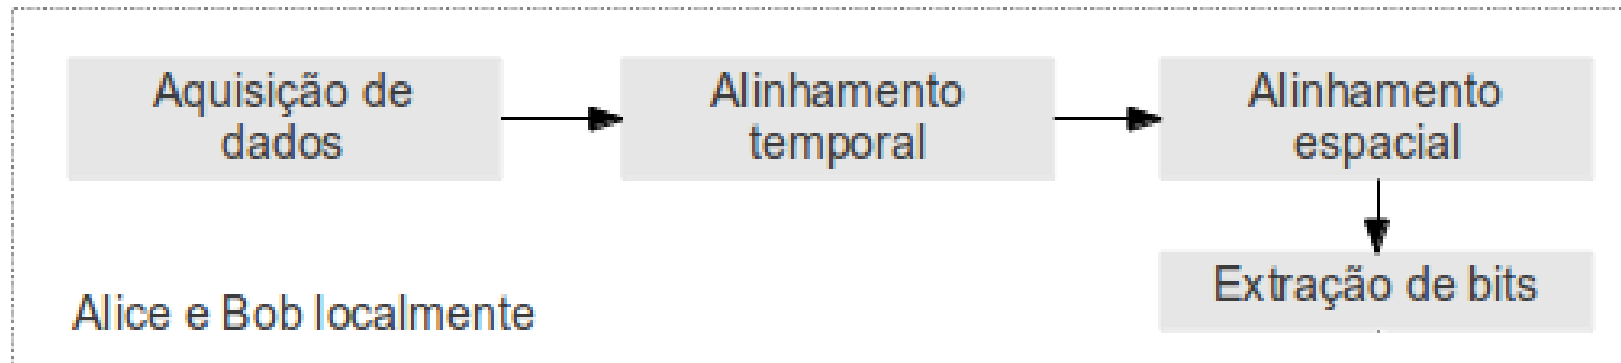 Aquisição de
dados
Alinhamento
temporal
Alinhamento
espacial
Extração de bits
Alice e Bob localmente